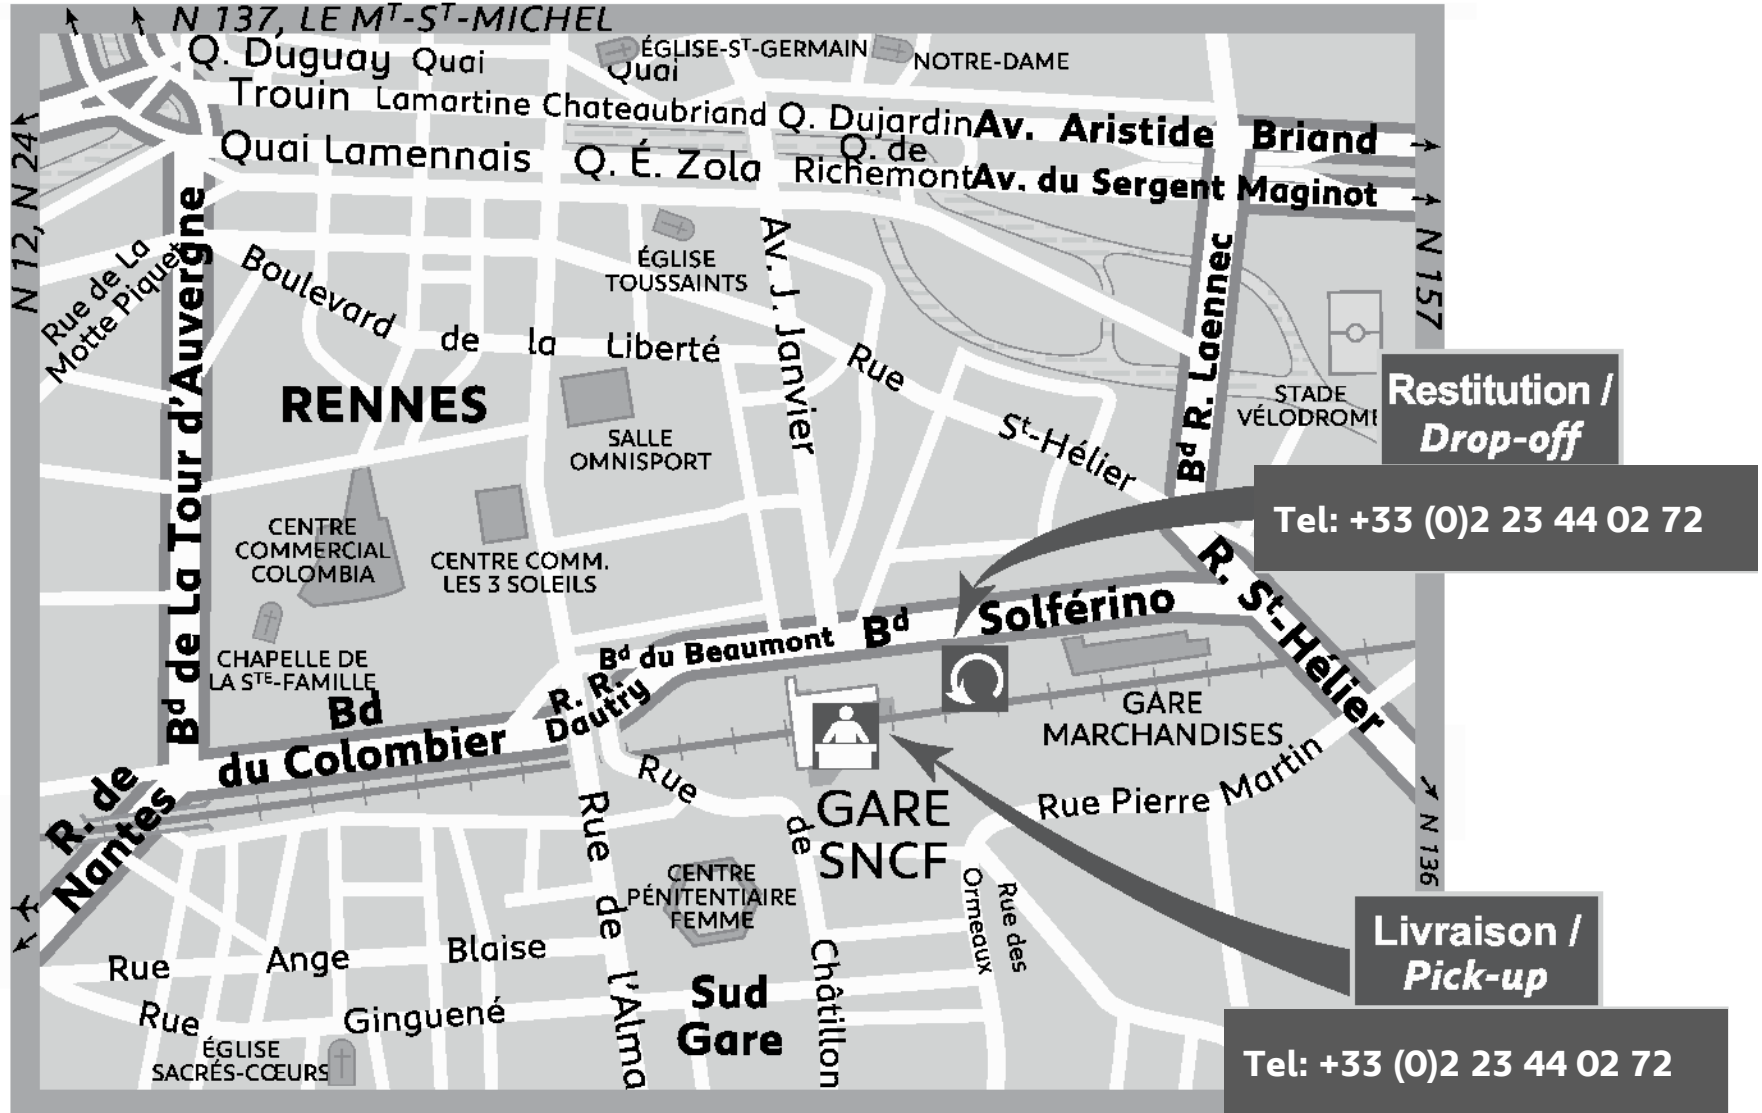 N 137, LE MT-ST-MICHEL
Q. Duguay
Trouin
Quai
Lamartine
Quai
Chateaubriand
ÉGLISE-ST-GERMAIN
NOTRE-DAME
Q. Dujardin
Av. Aristide Briand
Quai Lamennais
Q. É. Zola
Q. de
Richemont
Av. du Sergent Maginot
N 12, N 24
N 157
Rue de La
Motte Piquet
Bd de La Tour d'Auvergne
Boulevard de la Liberté
ÉGLISE
TOUSSAINTS
Av. J. Janvier
Bd R. Laennec
STADE
VÉLODROME
Restitution /
Drop-off
Tel: +33 (0)2 23 44 02 72
RENNES
SALLE
OMNISPORT
Rue St-Hélier
CENTRE
COMMERCIAL
COLOMBIA
CENTRE COMM.
LES 3 SOLEILS
R. St-Hélier
Bd Solférino
Bd du Beaumont
CHAPELLE DE
LA STE-FAMILLE
R. R.
Dautry
Bd
du Colombier
GARE
MARCHANDISES
R. de
Nantes
Rue de Châtillon
Rue de l'Alma
GARE
SNCF
Rue Pierre Martin
N 136
CENTRE
PÉNITENTIAIRE
FEMME
Rue des
Ormeaux
Livraison /
Pick-up
Tel: +33 (0)2 23 44 02 72
Rue Ange Blaise
Rue Ginguené
Sud
Gare
ÉGLISE
SACRÉS-CŒURS